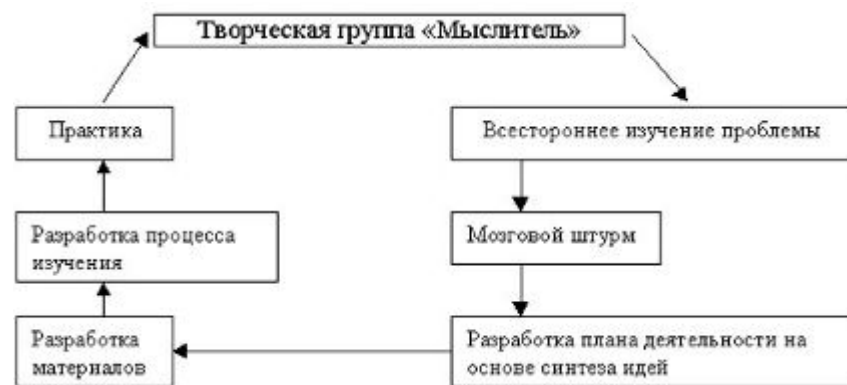 Творческая группа «Мыслитель»
Практика
Всестороннее изучение проблемы
Разработка процесса
изучения
Мозговой штурм
Разработка
материалов
Разработка плана деятельности на
основе синтеза идей